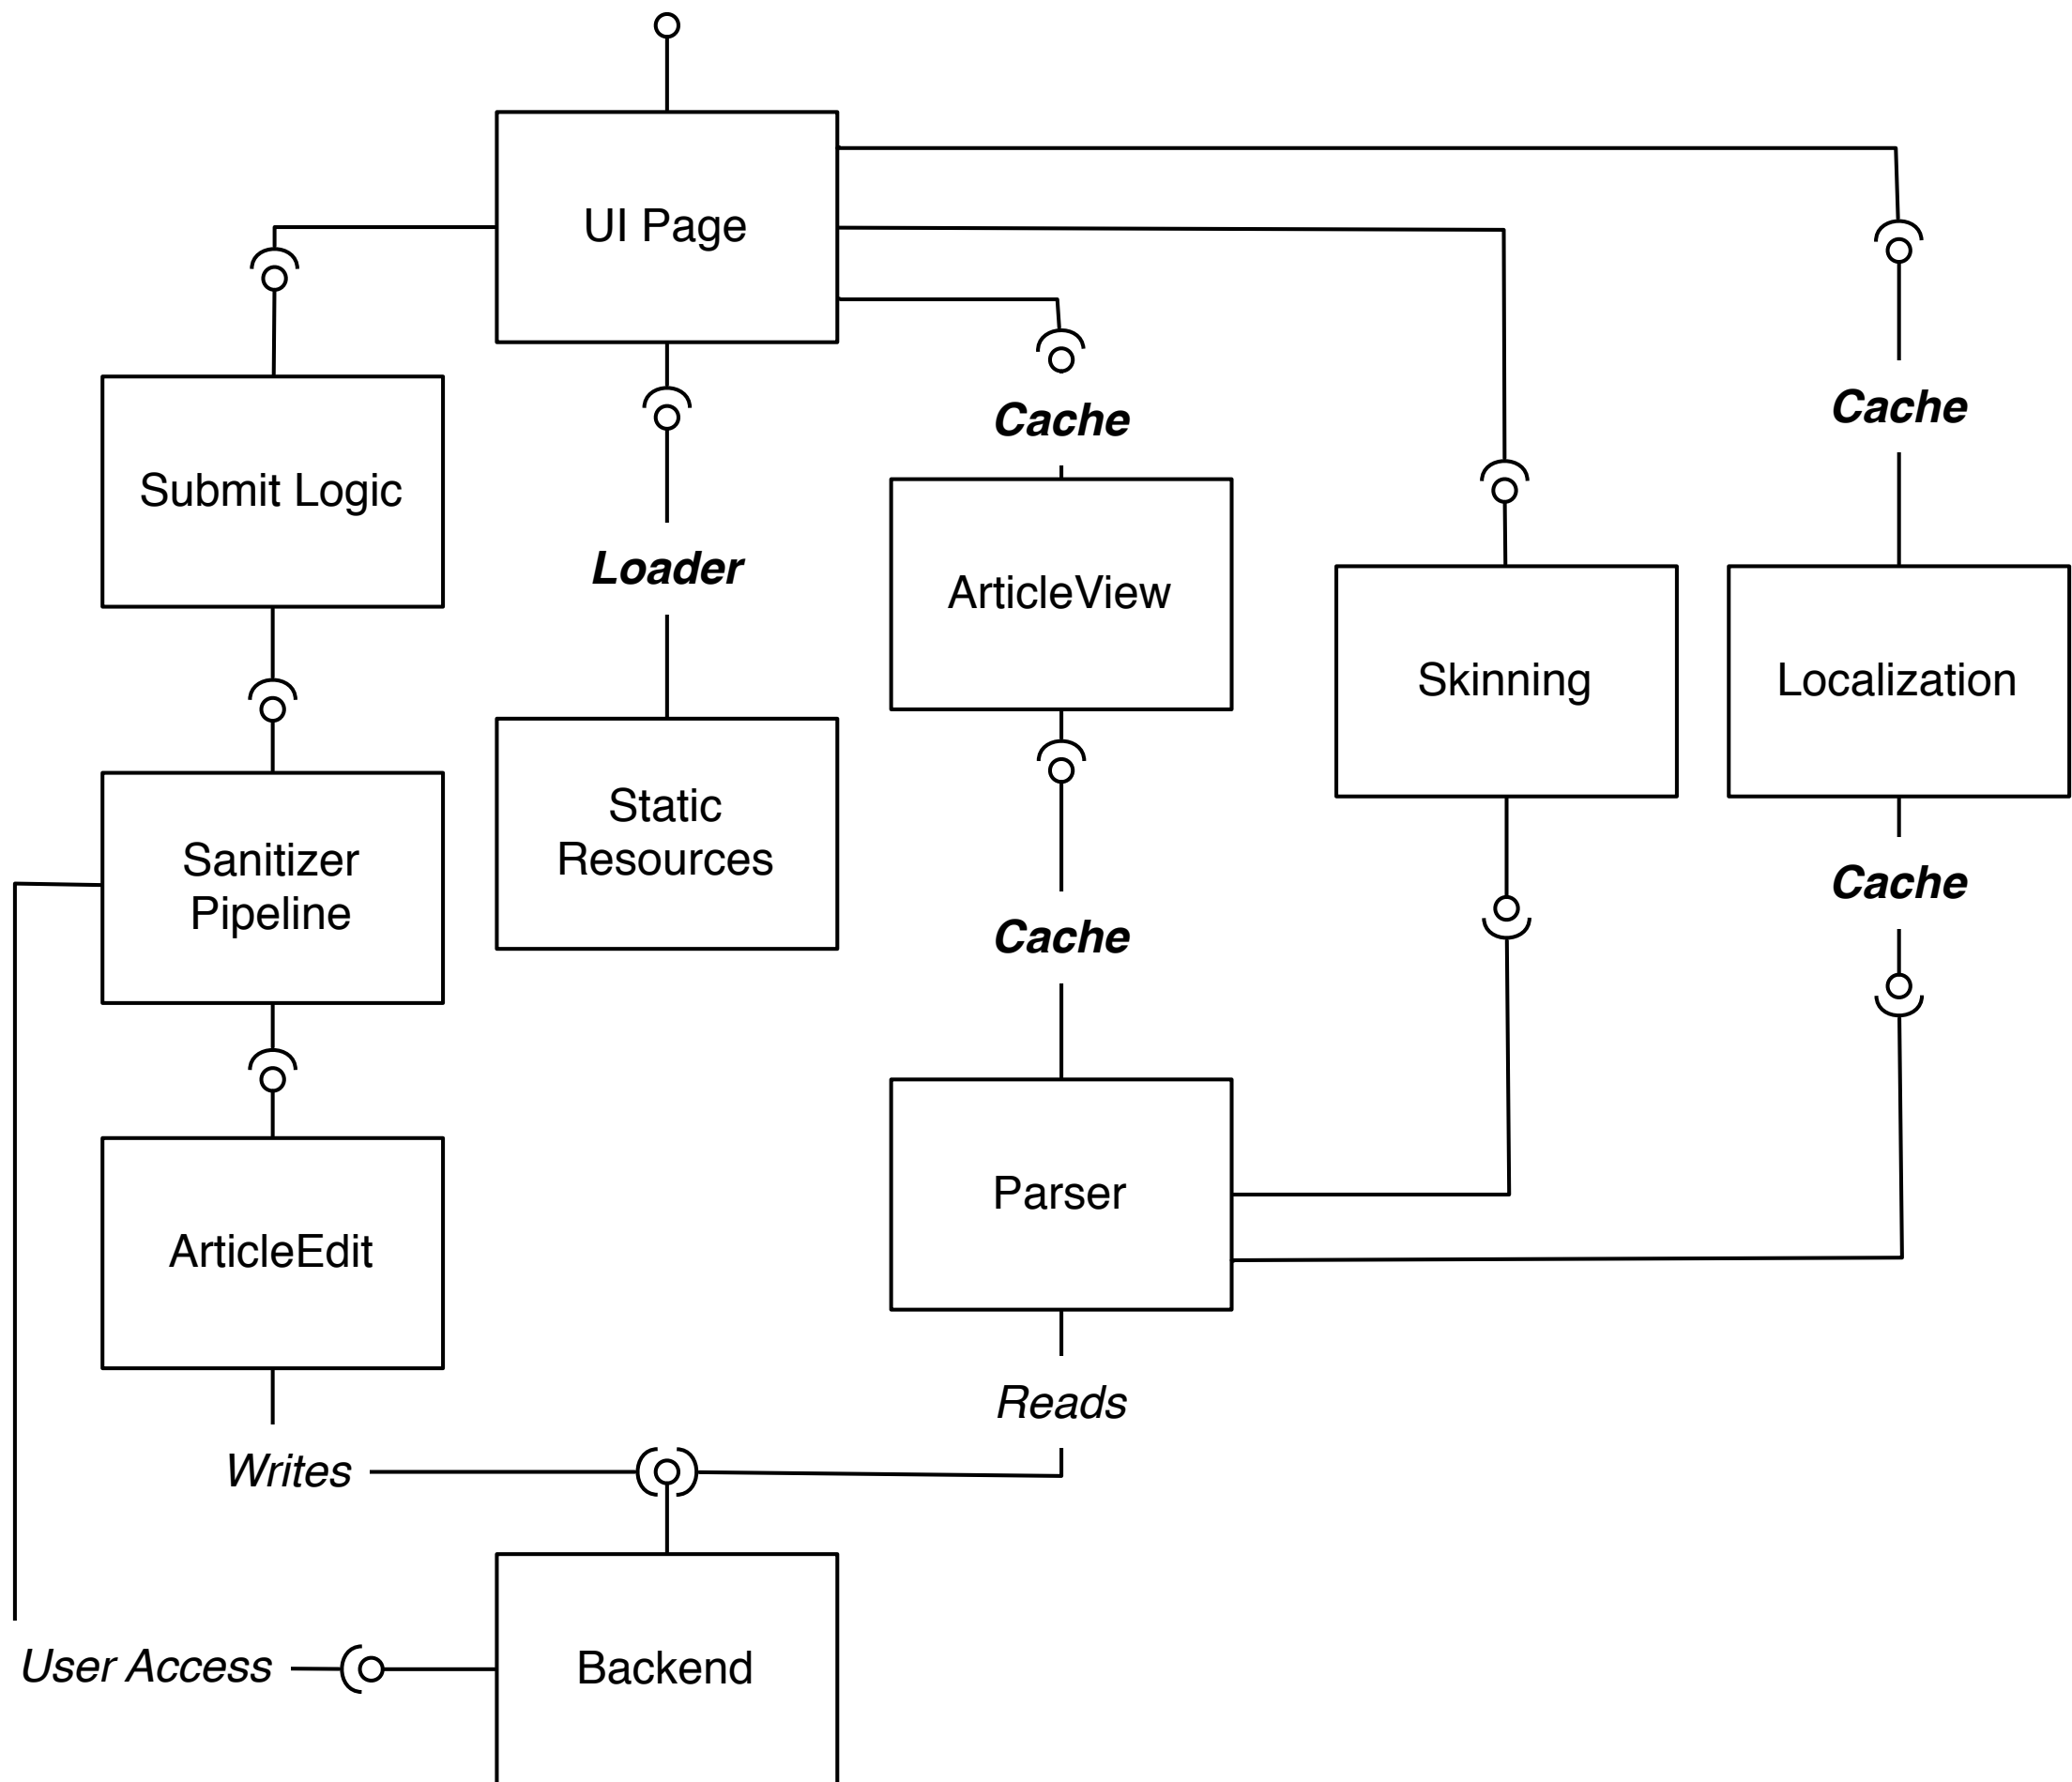 UI Page
Submit Logic
Loader
Cache
Cache
ArticleView
Skinning
Localization
Static
Resources
Sanitizer
Pipeline
Cache
Cache
ArticleEdit
Parser
Reads
Writes
User Access
Backend